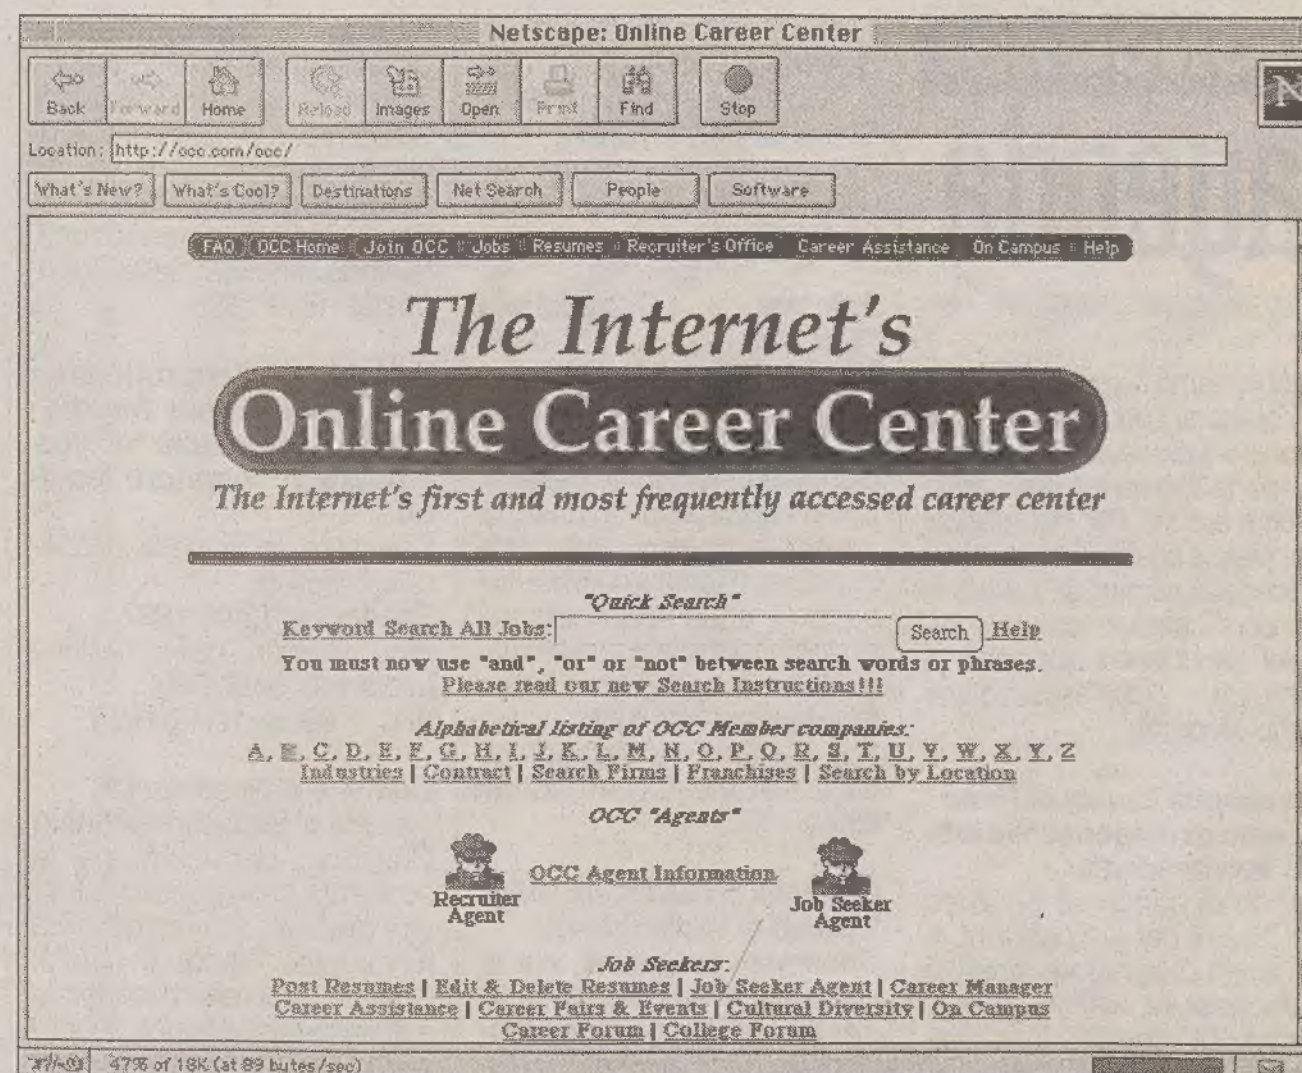 Netscape: Online Career Center
Back Forward Home Reload Images Open Print Find Stop
N
Location: http://occ.com/occ/
What's New? What's Cool? Destinations Net Search People Software
FAQ OCC Home Join OCC Jobs Resumes Recruiter's Office Career Assistance On Campus Help
The Internet's
Online Career Center
The Internet's first and most frequently accessed career center
"Quick Search"
Keyword Search All Jobs: Search Help
You must now use "and", "or" or "not" between search words or phrases.
Please read our new Search Instructions!!!
Alphabetical listing of OCC Member companies:
A, B, C, D, E, F, G, H, I, J, K, L, M, N, O, P, Q, R, S, T, U, V, W, X, Y, Z
Industries | Contract | Search Firms | Franchises | Search by Location
OCC "Agents"
OCC Agent Information
Recruiter
Agent
Job Seeker
Agent
Job Seekers:
Post Resumes | Edit & Delete Resumes | Job Seeker Agent | Career Manager
Career Assistance | Career Fairs & Events | Cultural Diversity | On Campus
Career Forum | College Forum
47% of 18K (at 89 bytes/sec)